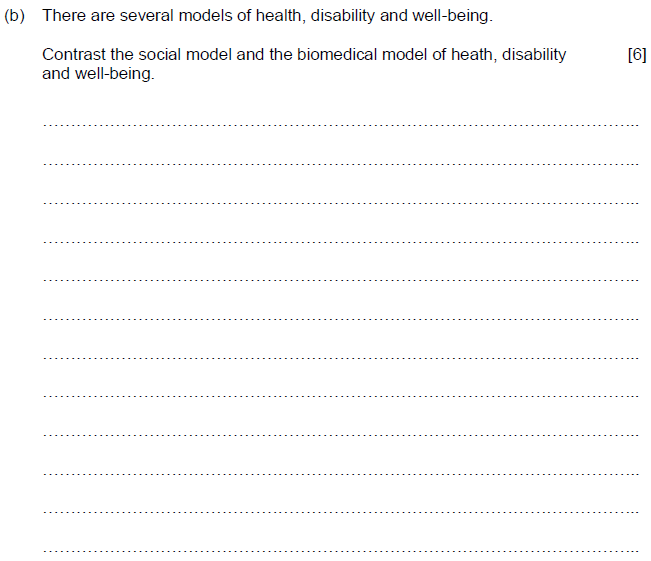 (b) There are several models of health, disability and well-being.
Contrast the social model and the biomedical model of heath, disability [6]
and well-being.